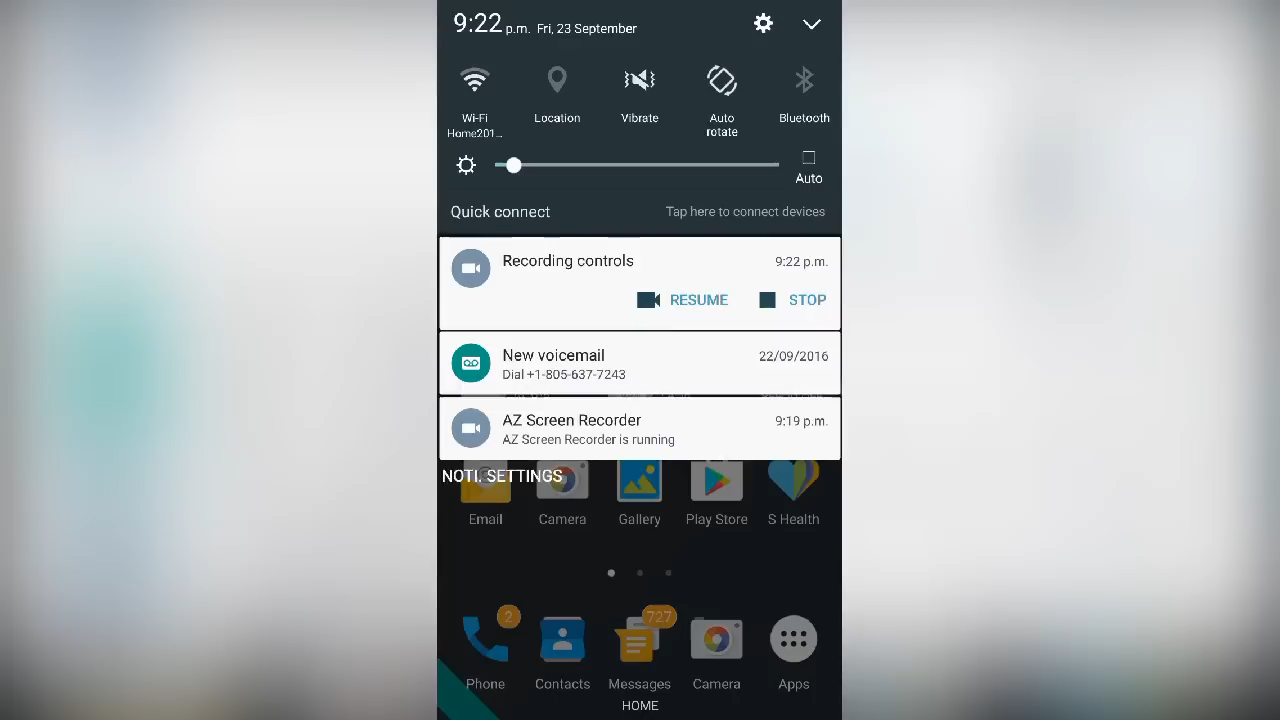 9:22 p.m. Fri, 23 September
Wi-Fi
Home201...
Location
Vibrate
Auto
rotate
Bluetooth
Auto
Quick connect
Tap here to connect devices
Recording controls
9:22 p.m.
RESUME
STOP
New voicemail
22/09/2016
Dial +1-805-637-7243
AZ Screen Recorder
9:19 p.m.
AZ Screen Recorder is running
NOTI. SETTINGS
Email
Camera
Gallery
Play Store
S Health
2
727
Phone
Contacts
Messages
Camera
Apps
HOME